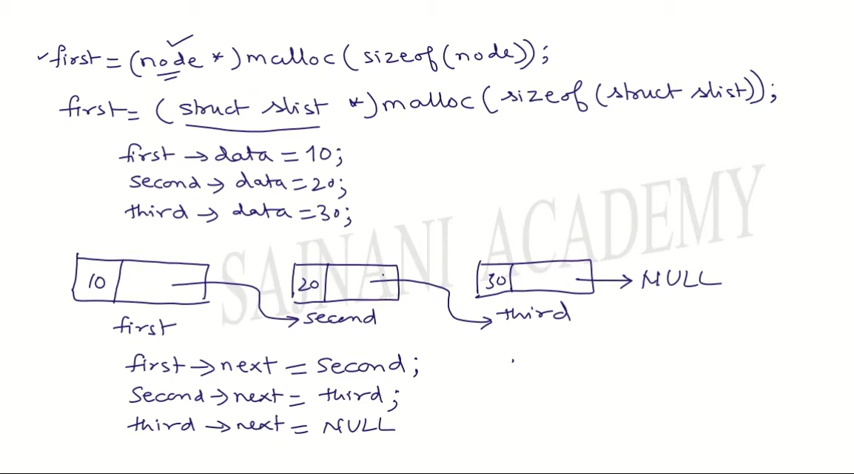 first = (node *) malloc (sizeof (node));
first = (struct slist *) malloc (sizeof (struct slist));
first → data = 10;
second → data = 20;
third → data = 30;
SAJNANI ACADEMY
10
20
30 → NULL
first
second
third
first → next = second;
second → next = third;
third → next = NULL